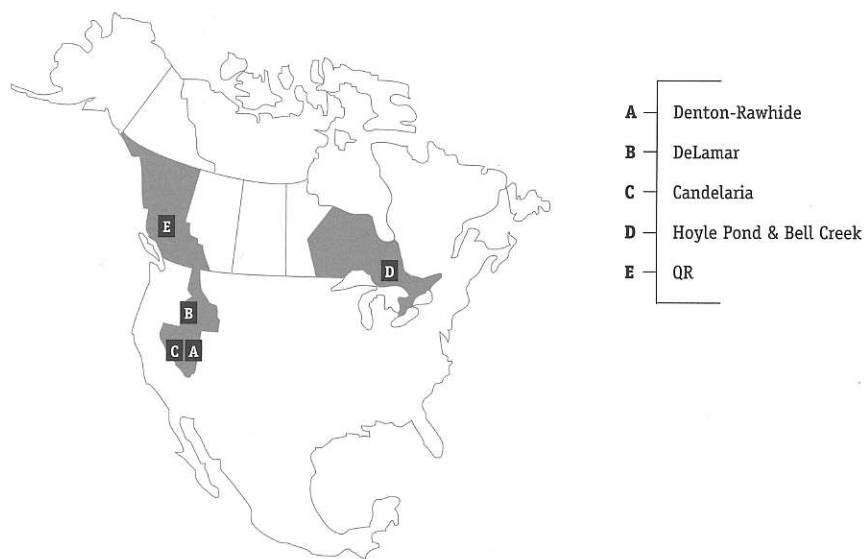 E
D
B
C A
A Denton-Rawhide
B DeLamar
C Candelaria
D Hoyle Pond & Bell Creek
E QR